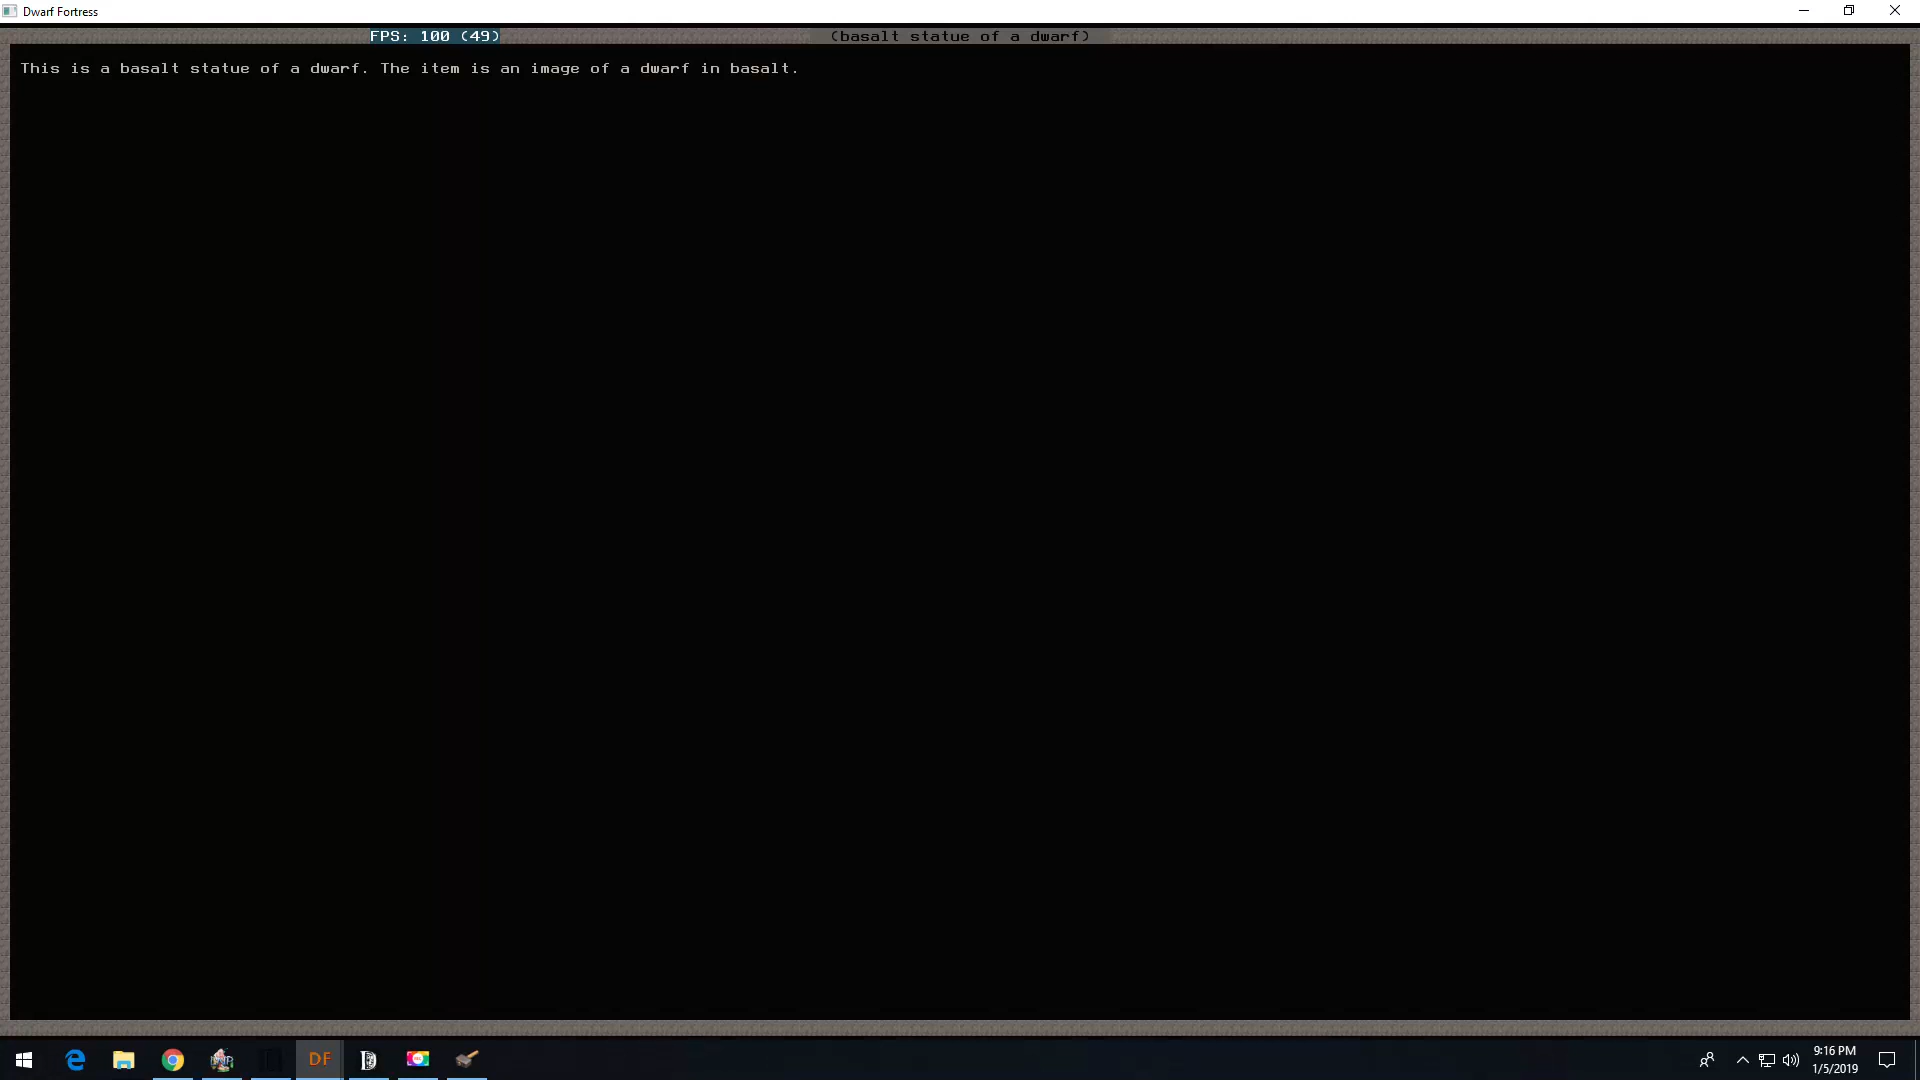 Dwarf Fortress
FPS: 100 (49)
(basalt statue of a dwarf)
This is a basalt statue of a dwarf. The item is an image of a dwarf in basalt.
DF
9:16 PM
1/5/2019